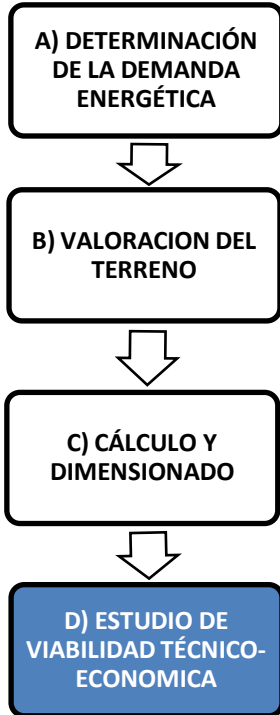 A) DETERMINACIÓN
DE LA DEMANDA
ENERGÉTICA
B) VALORACION DEL
TERRENO
C) CÁLCULO Y
DIMENSIONADO
D) ESTUDIO DE
VIABILIDAD TÉCNICO-
ECONOMICA